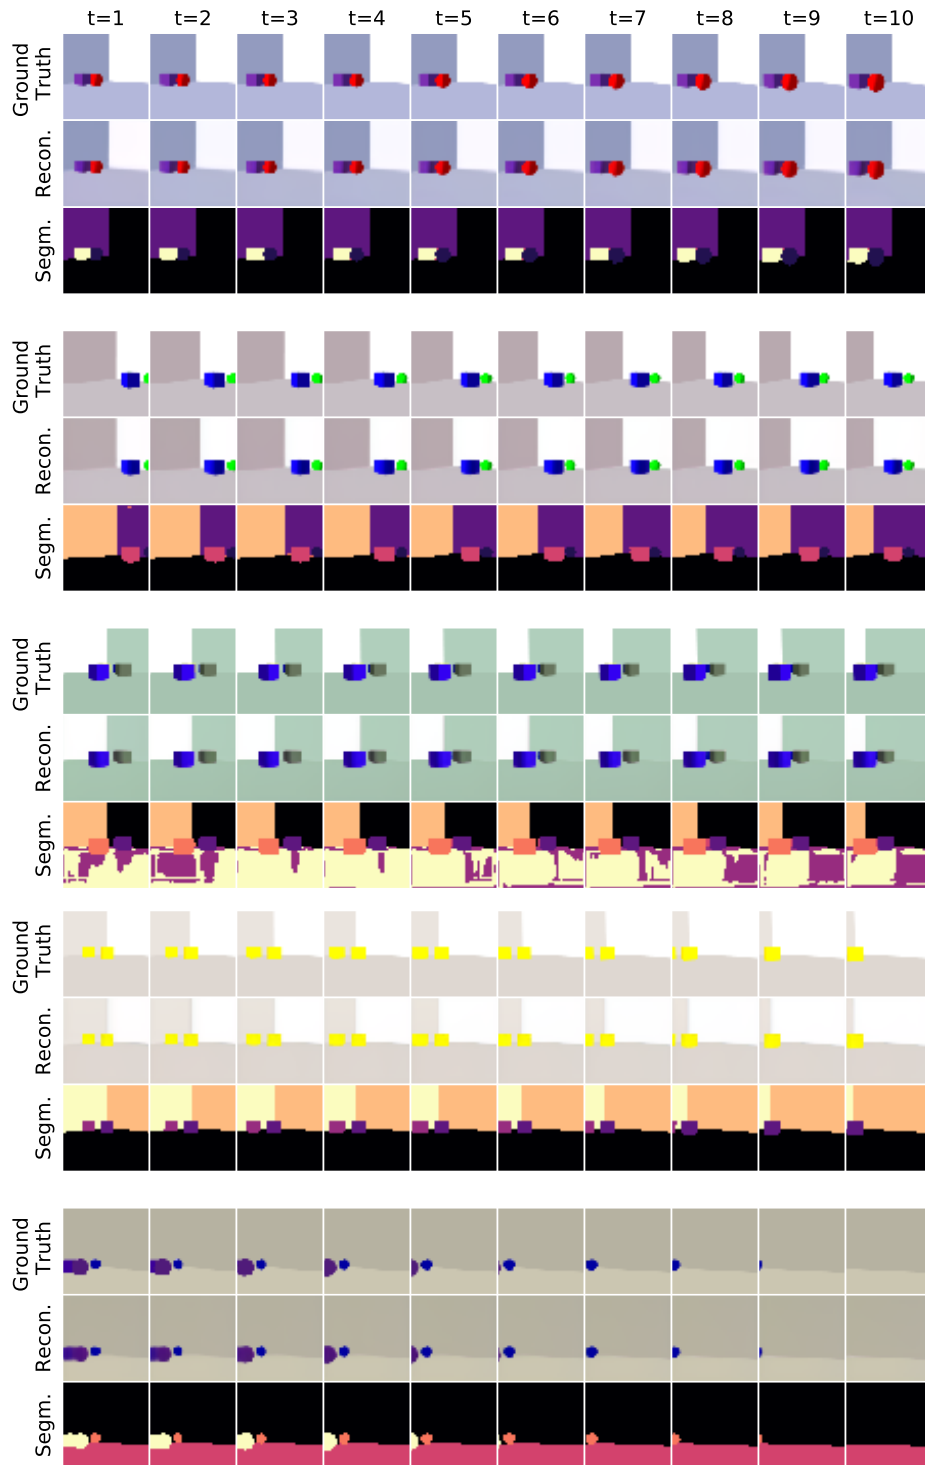 t=1 t=2 t=3 t=4 t=5 t=6 t=7 t=8 t=9 t=10
Ground
Truth
Recon.
Segm.
Ground
Truth
Recon.
Segm.
Ground
Truth
Recon.
Segm.
Ground
Truth
Recon.
Segm.
Ground
Truth
Recon.
Segm.